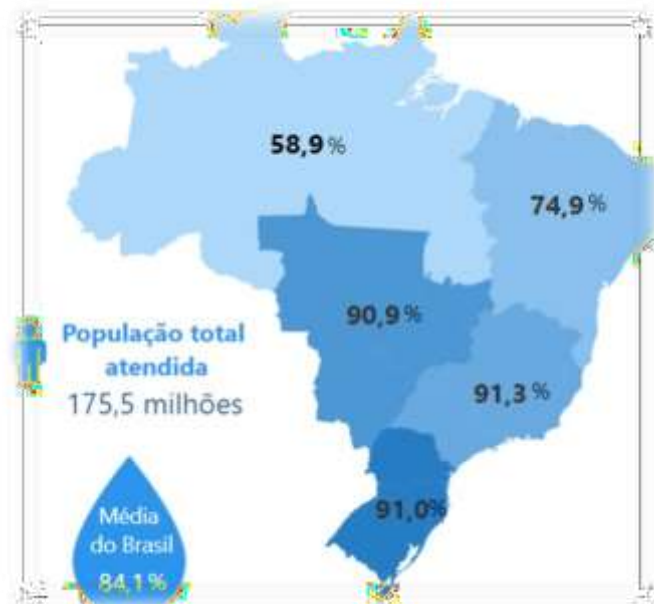 58,9%
74,9%
90,9%
População total
atendida
175,5 milhões
91,3%
91,0%
Média
do Brasil
84,1%